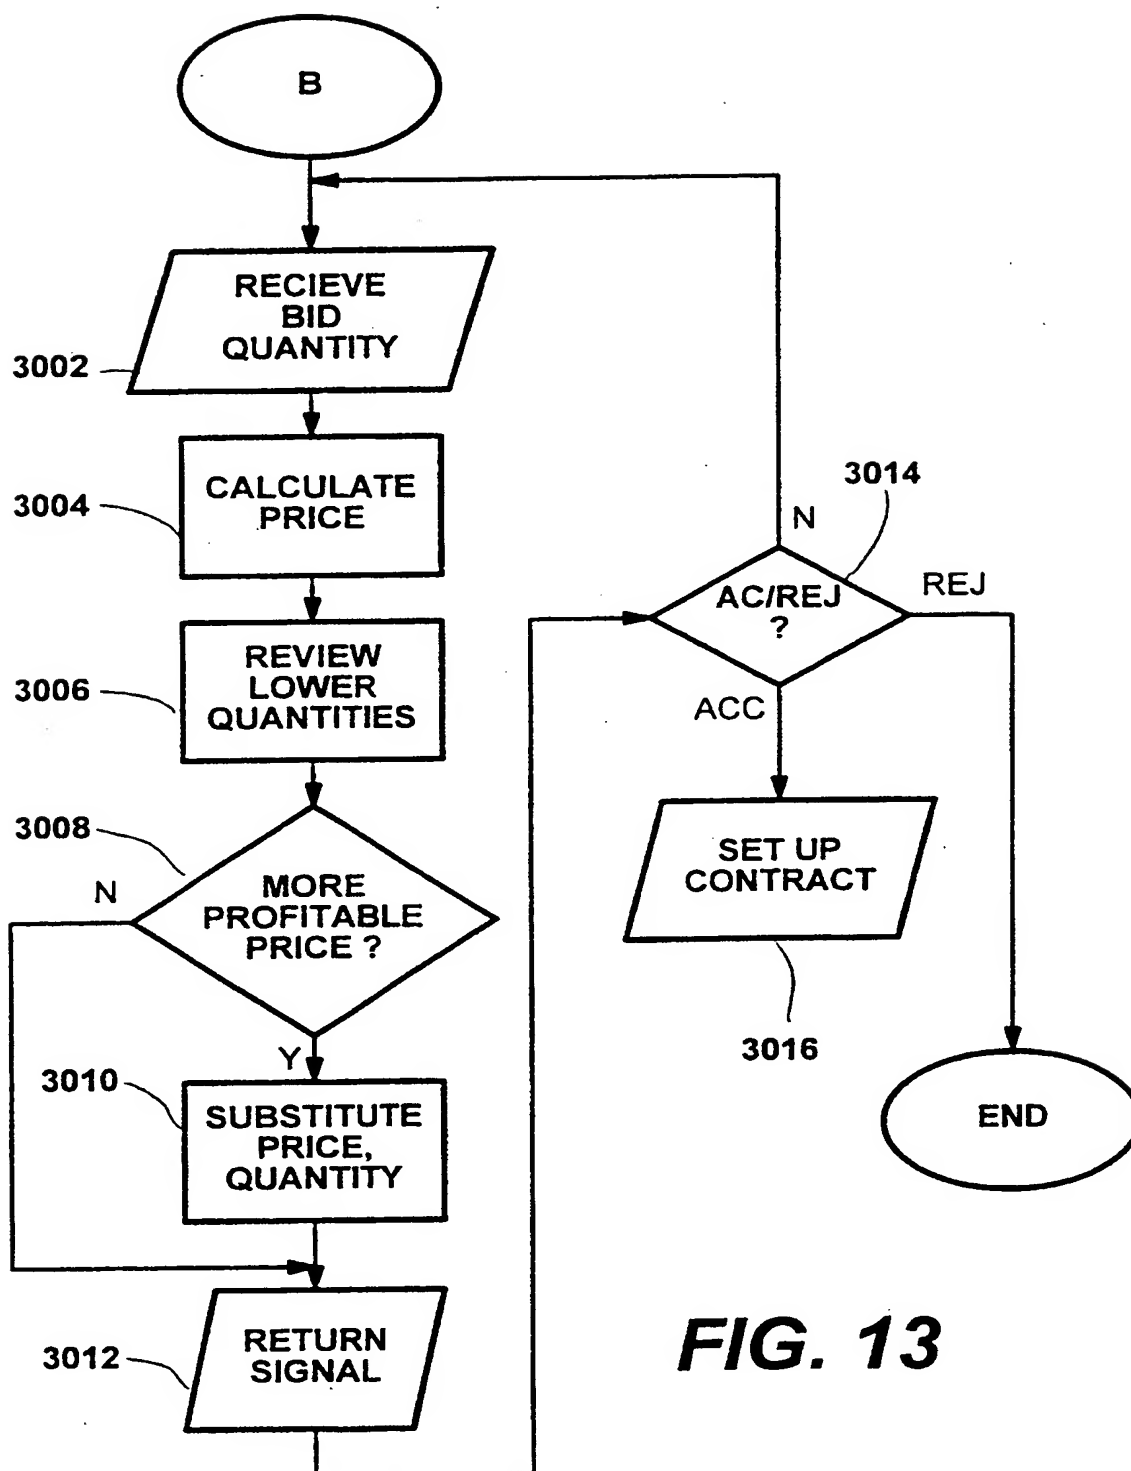 B
RECIEVE
BID
QUANTITY
3002
CALCULATE
PRICE
3004
REVIEW
LOWER
QUANTITIES
3006
3008
N
MORE
PROFITABLE
PRICE ?
Y
3010
SUBSTITUTE
PRICE,
QUANTITY
RETURN
SIGNAL
3012
3014
N
AC/REJ
?
REJ
ACC
SET UP
CONTRACT
3016
END
FIG. 13